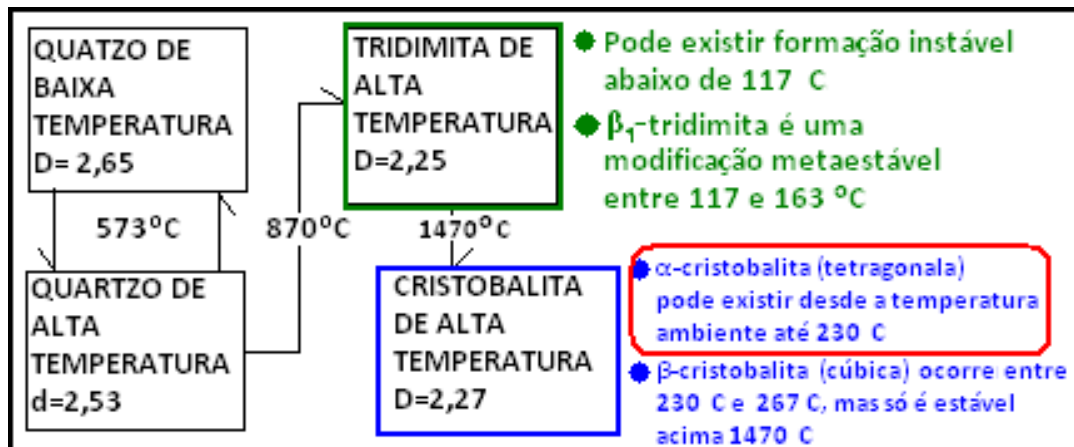 QUATZO DE
BAIXA
TEMPERATURA
D= 2,65
573°C
QUARTZO DE
ALTA
TEMPERATURA
d=2,53
870°C
TRIDIMITA DE
ALTA
TEMPERATURA
D=2,25
1470°C
CRISTOBALITA
DE ALTA
TEMPERATURA
D=2,27
Pode existir formação instável
abaixo de 117 C
β₁-tridimita é uma
modificação metaestável
entre 117 e 163 °C
α-cristobalita (tetragonala)
pode existir desde a temperatura
ambiente até 230 C
β-cristobalita (cúbica) ocorre entre
230 C e 267 C, mas só é estável
acima 1470 C